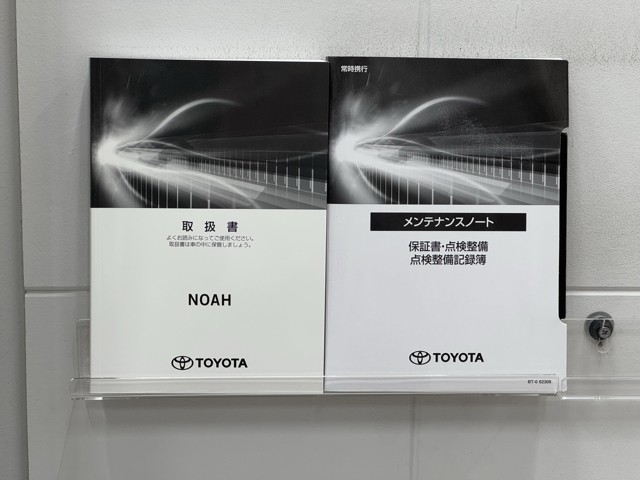 取扱書
よくお読みになってご使用ください。
取扱書は車の中に保管しましょう。
NOAH
TOYOTA
常時携行
メンテナンスノート
保証書・点検整備
点検整備記録簿
TOYOTA